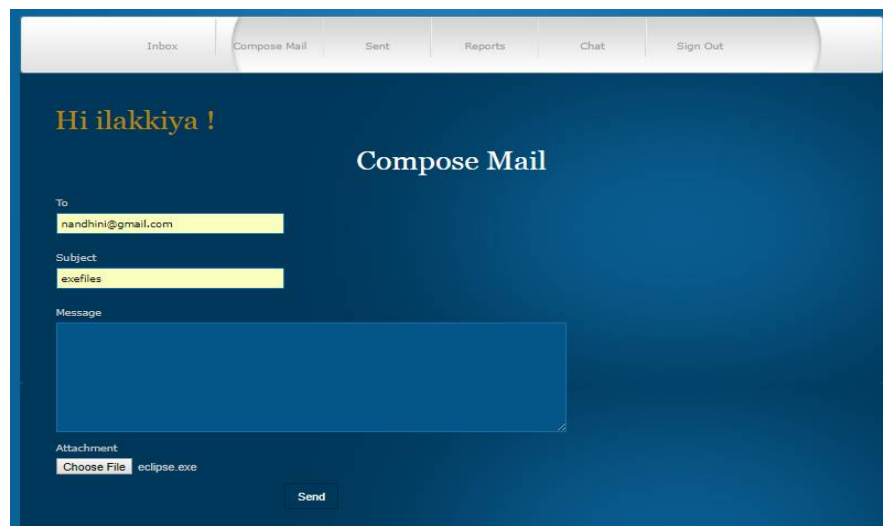 Inbox Compose Mail Sent Reports Chat Sign Out
Hi ilakkiya !
Compose Mail
To
nandhini@gmail.com
Subject
exefiles
Message
Attachment
Choose File eclipse.exe
Send